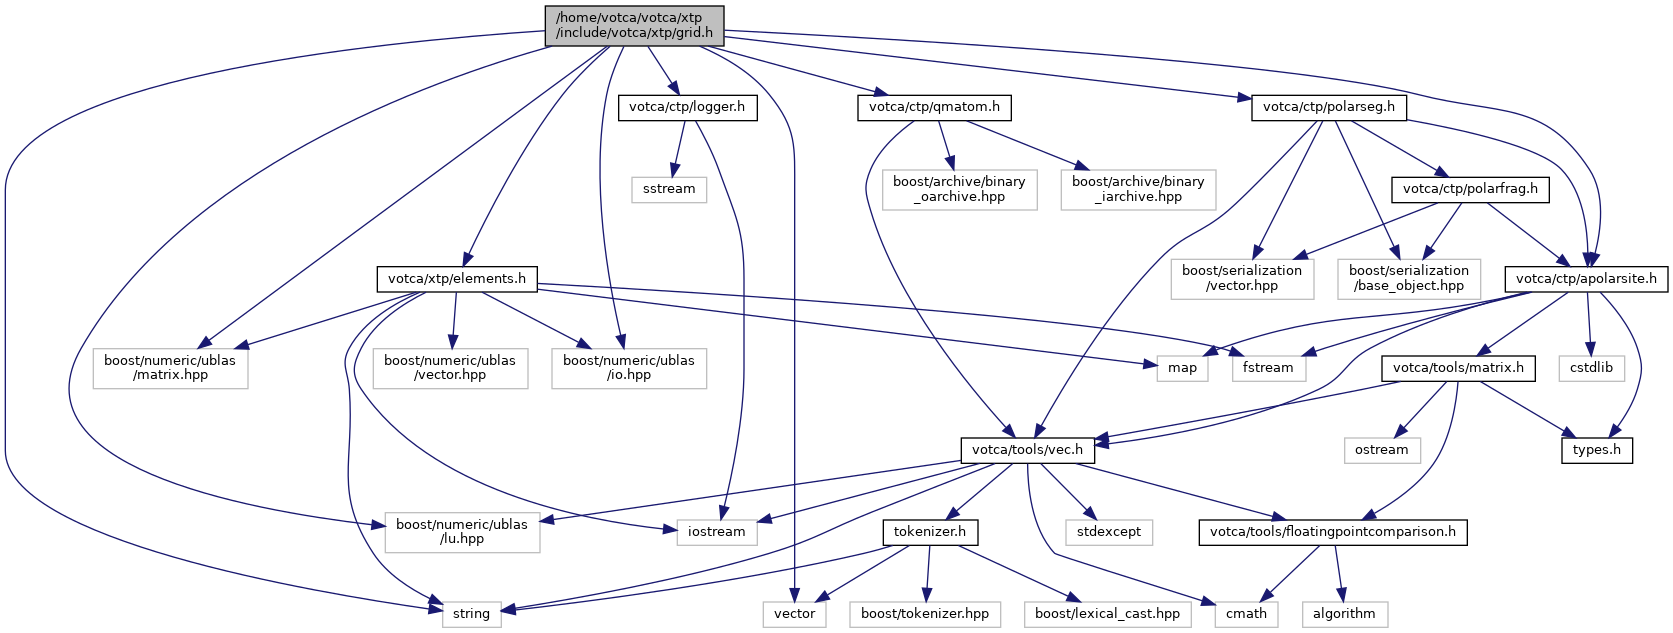 /home/votca/votca/xtp
/include/votca/xtp/grid.h
votca/ctp/logger.h
votca/ctp/qmatom.h
votca/ctp/polarseg.h
sstream
boost/archive/binary
_oarchive.hpp
boost/archive/binary
_iarchive.hpp
votca/ctp/polarfrag.h
votca/xtp/elements.h
boost/serialization
/vector.hpp
boost/serialization
/base_object.hpp
votca/ctp/apolarsite.h
boost/numeric/ublas
/matrix.hpp
boost/numeric/ublas
/vector.hpp
boost/numeric/ublas
/io.hpp
map
fstream
votca/tools/matrix.h
cstdlib
votca/tools/vec.h
ostream
types.h
boost/numeric/ublas
/lu.hpp
iostream
tokenizer.h
stdexcept
votca/tools/floatingpointcomparison.h
string
vector
boost/tokenizer.hpp
boost/lexical_cast.hpp
cmath
algorithm